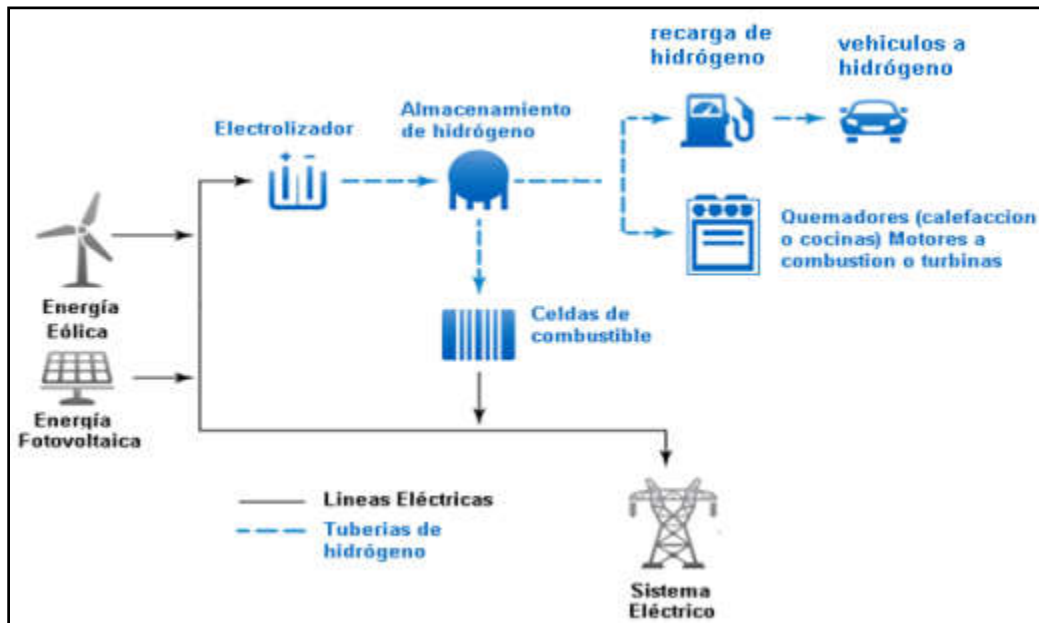 recarga de
hidrógeno
vehiculos a
hidrógeno
Electrolizador
Almacenamiento
de hidrógeno
+ -
Quemadores (calefaccion
o cocinas) Motores a
combustion o turbinas
Energía
Eólica
Celdas de
combustible
Energía
Fotovoltaica
Lineas Eléctricas
Tuberias de
hidrógeno
Sistema
Eléctrico